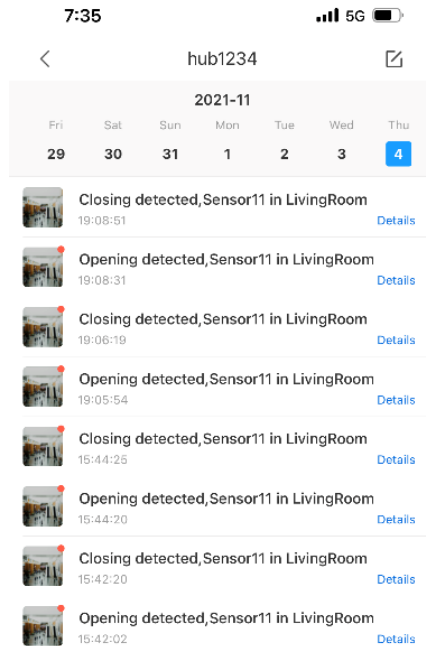 7:35 5G
hub1234
2021-11
Fri Sat Sun Mon Tue Wed Thu
29 30 31 1 2 3 4
Closing detected,Sensor11 in LivingRoom
19:08:51 Details
Opening detected,Sensor11 in LivingRoom
19:08:31 Details
Closing detected,Sensor11 in LivingRoom
19:06:19 Details
Opening detected,Sensor11 in LivingRoom
19:05:54 Details
Closing detected,Sensor11 in LivingRoom
15:44:25 Details
Opening detected,Sensor11 in LivingRoom
15:44:20 Details
Closing detected,Sensor11 in LivingRoom
15:42:20 Details
Opening detected,Sensor11 in LivingRoom
15:42:02 Details